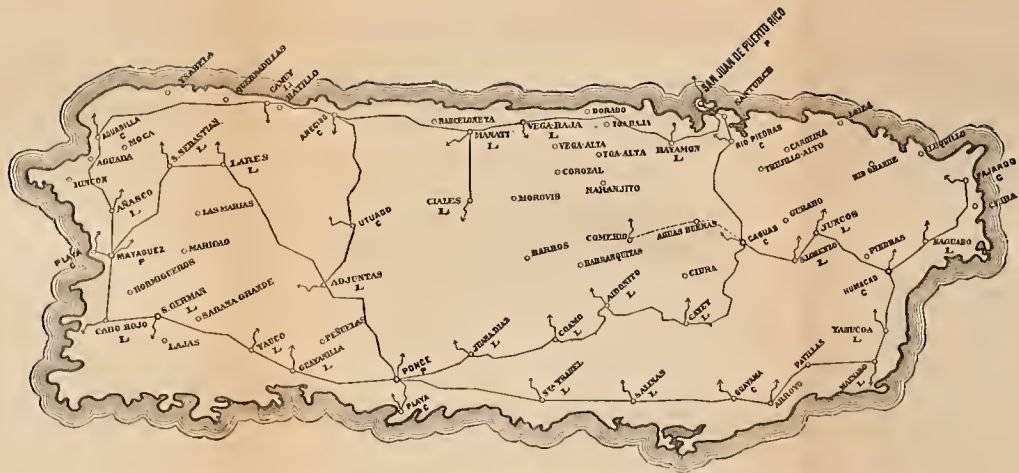 SAN JUAN DE PUERTO RICO
P
SANTURCE
YSABELA
QUEBRADILLAS
CAMUY
L
HATILLO
ARECIBO
C
BARCELONETA
MANATI
L
VEGA-BAJA
L
DORADO
TOA BAJA
VEGA-ALTA
TOA-ALTA
BAYAMON
L
RIO PIEDRAS
C
CAROLINA
TRUJILLO-ALTO
LOIZA
RIO GRANDE
LUQUILLO
FAJARDO
C
CEIBA
AGUADILLA
C
MOCA
AGUADA
RINCON
S.SEBASTIAN
L
LARES
L
AÑASCO
L
LAS MARIAS
UTUADO
C
CIALES
L
MOROVIS
COROZAL
NARANJITO
PLAYA
C
MAYAGUEZ
P
MARICAO
HORMIGUEROS
ADJUNTAS
L
BARROS
COMERIO
L
AGUAS BUENAS
BARRANQUITAS
CAGUAS
C
GURABO
JUNCOS
L
S.LORENZO
L
PIEDRAS
NAGUABO
L
HUMACAO
C
CIDRA
CABO ROJO
L
S.GERMAN
L
SABANA GRANDE
LAJAS
YAUCO
L
GUAYANILLA
L
PEÑUELAS
PONCE
P
PLAYA
C
JUANA DIAZ
L
COAMO
L
AIBONITO
L
CAYEY
L
YABUCOA
L
MAUNABO
L
PATILLAS
ARROYO
GUAYAMA
C
SALINAS
L
STA YSABEL
L